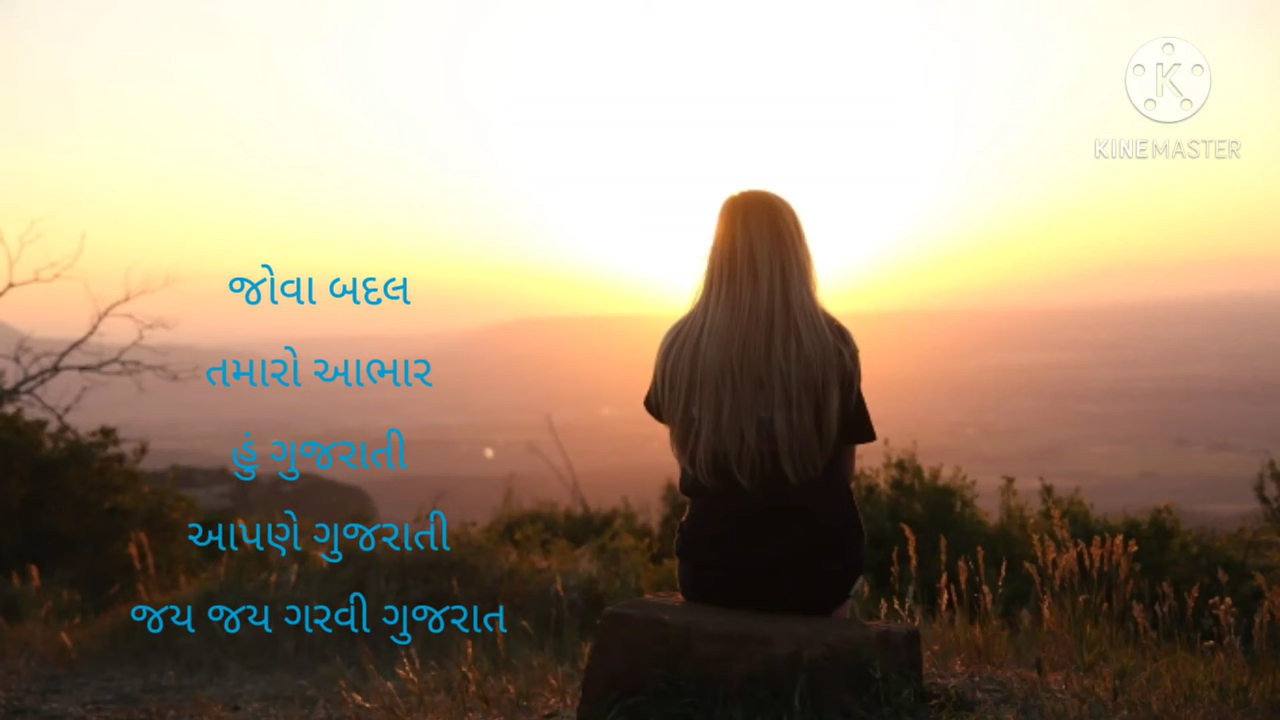 KINEMASTER
જોવા બદલ
તમારો આભાર
હું ગુજરાતી
આપણે ગુજરાતી
જય જય ગરવી ગુજરાત